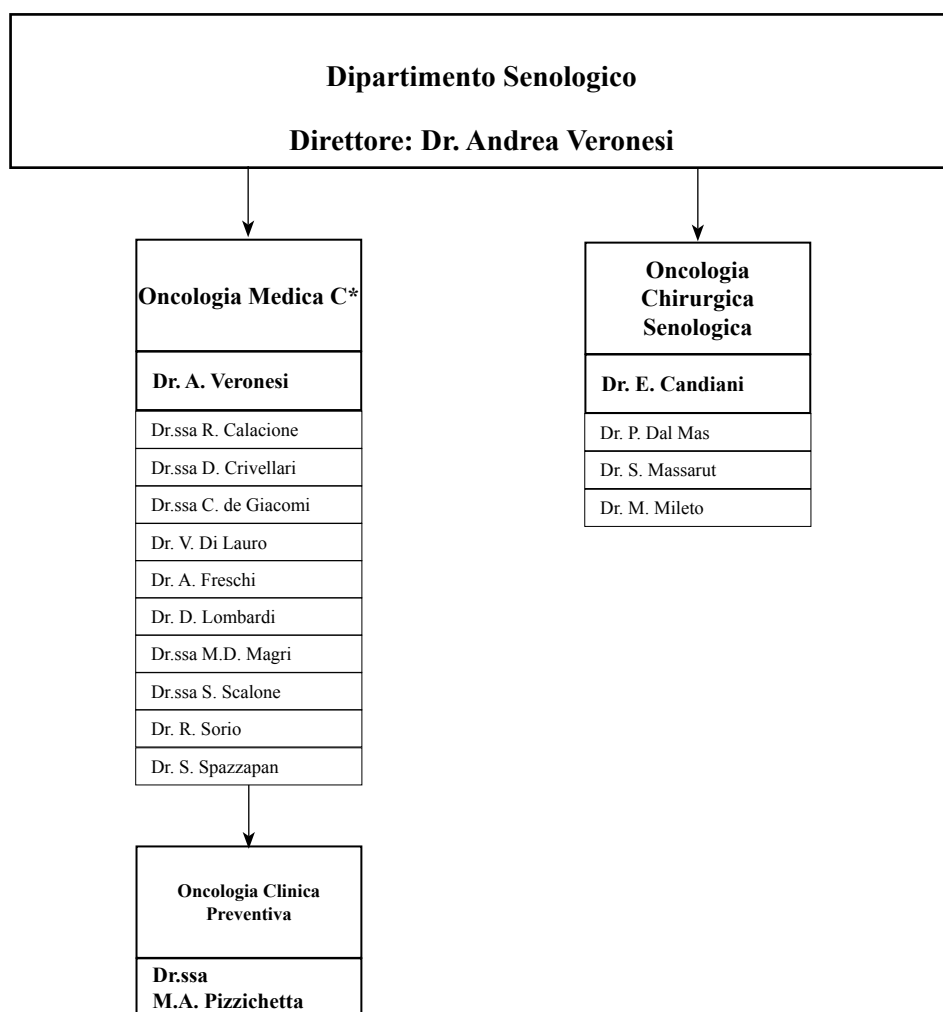 Dipartimento Senologico
Direttore: Dr. Andrea Veronesi
Oncologia Medica C*
Dr. A. Veronesi
Dr.ssa R. Calacione
Dr.ssa D. Crivellari
Dr.ssa C. de Giacomi
Dr. V. Di Lauro
Dr. A. Freschi
Dr. D. Lombardi
Dr.ssa M.D. Magri
Dr.ssa S. Scalone
Dr. R. Sorio
Dr. S. Spazzapan
Oncologia Clinica
Preventiva
Dr.ssa
M.A. Pizzichetta
Oncologia
Chirurgica
Senologica
Dr. E. Candiani
Dr. P. Dal Mas
Dr. S. Massarut
Dr. M. Mileto